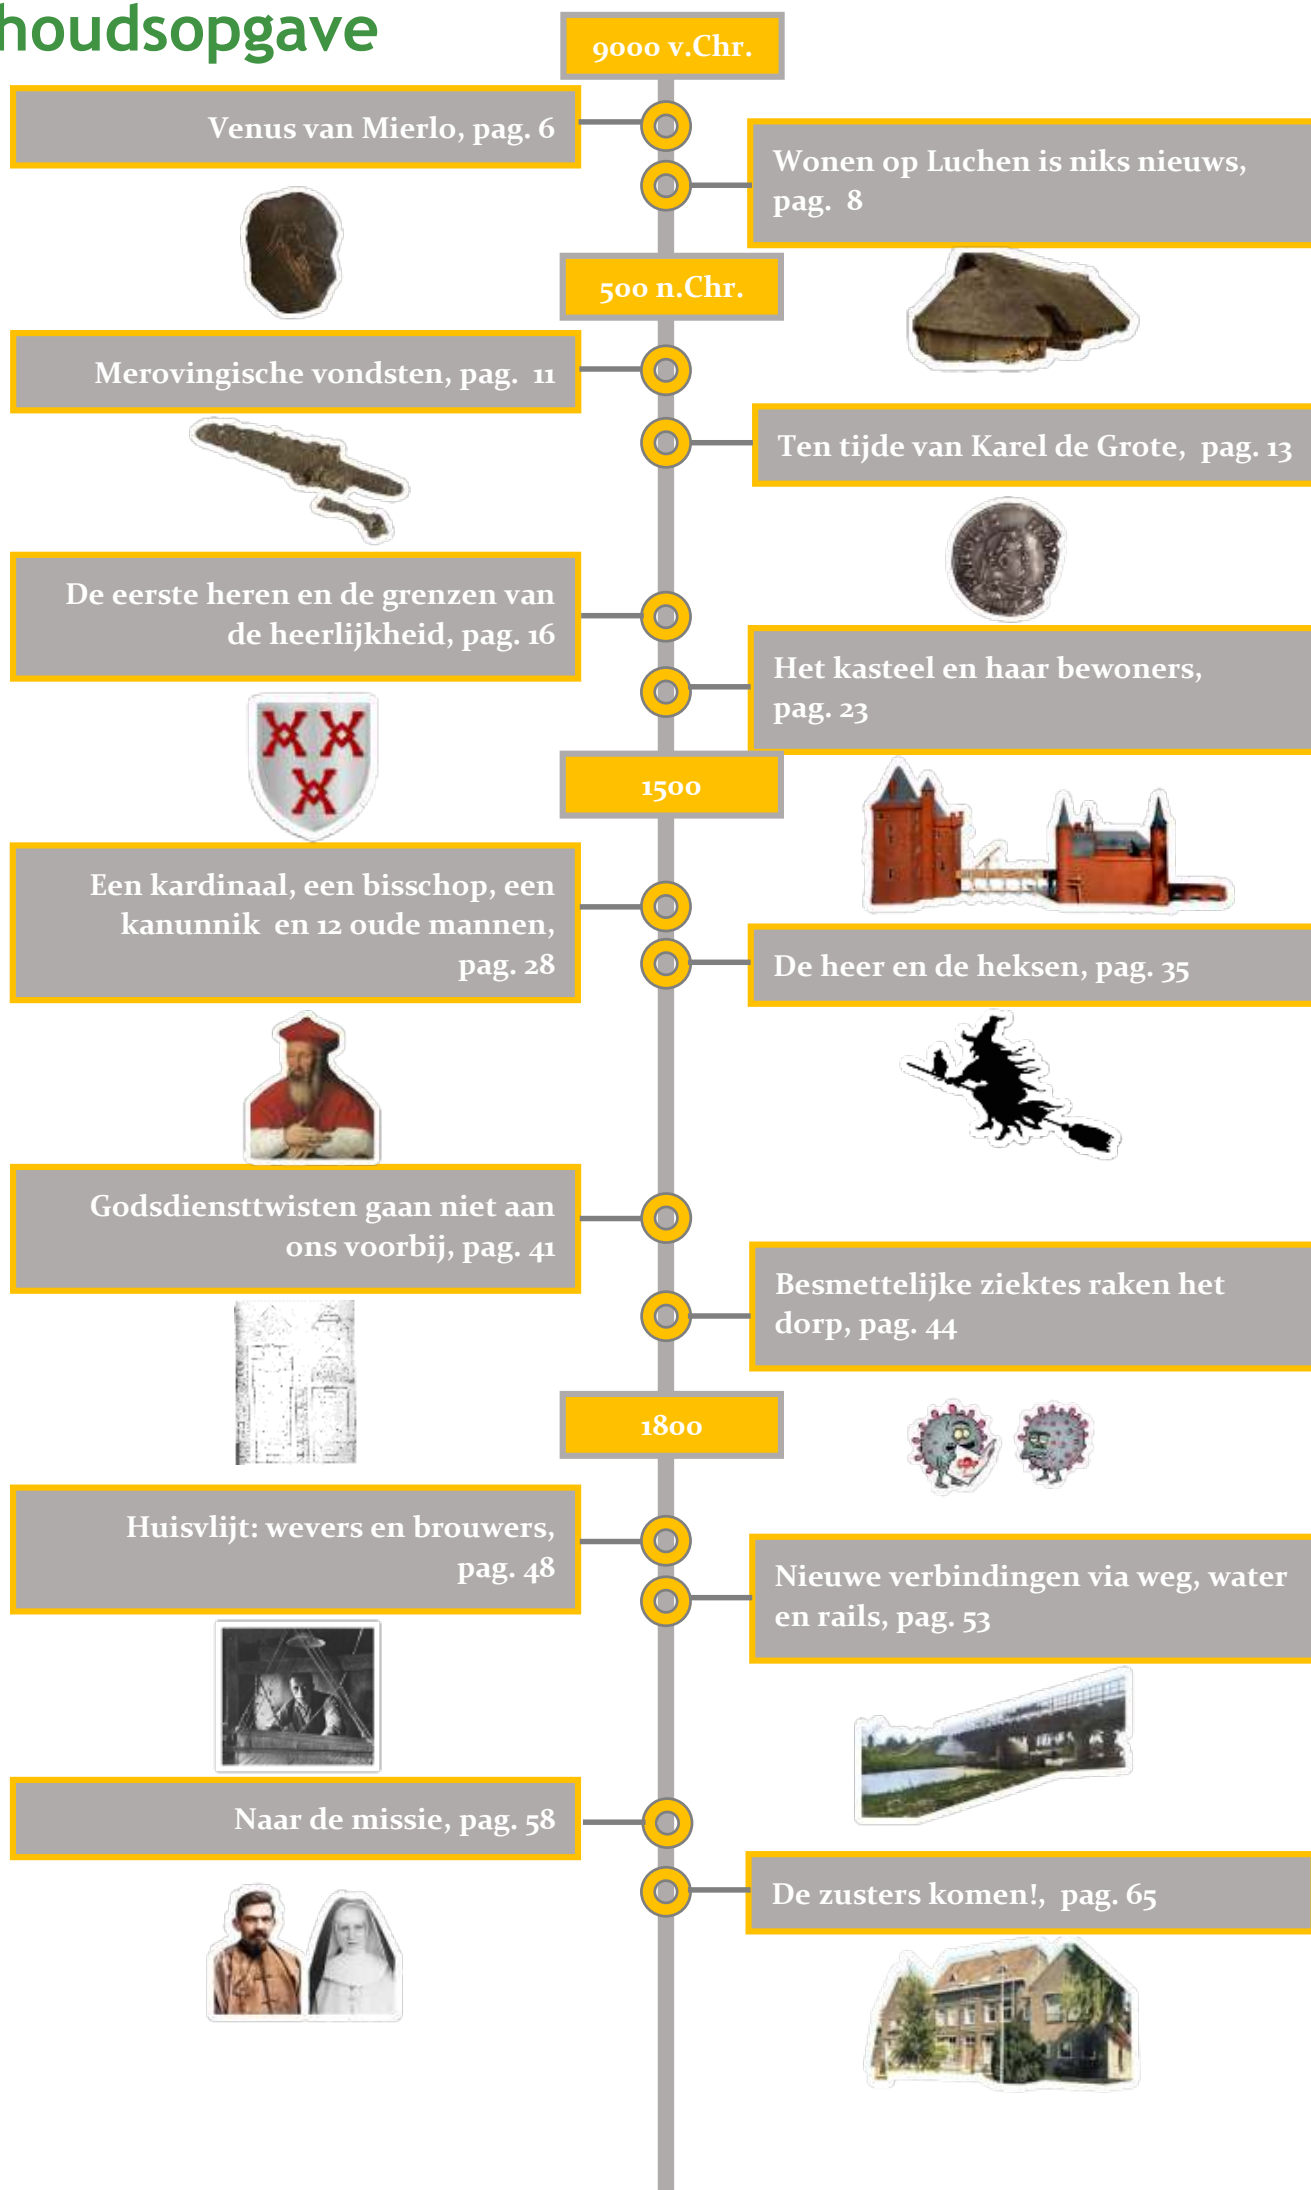 houdsopgave
9000 v.Chr.
Venus van Mierlo, pag. 6
Wonen op Luchen is niks nieuws,
pag. 8
500 n.Chr.
Merovingische vondsten, pag. 11
Ten tijde van Karel de Grote, pag. 13
De eerste heren en de grenzen van
de heerlijkheid, pag. 16
Het kasteel en haar bewoners,
pag. 23
1500
Een kardinaal, een bisschop, een
kanunnik en 12 oude mannen,
pag. 28
De heer en de heksen, pag. 35
Godsdiensttwisten gaan niet aan
ons voorbij, pag. 41
Besmettelijke ziektes raken het
dorp, pag. 44
1800
Huisvlijt: wevers en brouwers,
pag. 48
Nieuwe verbindingen via weg, water
en rails, pag. 53
Naar de missie, pag. 58
De zusters komen!, pag. 65